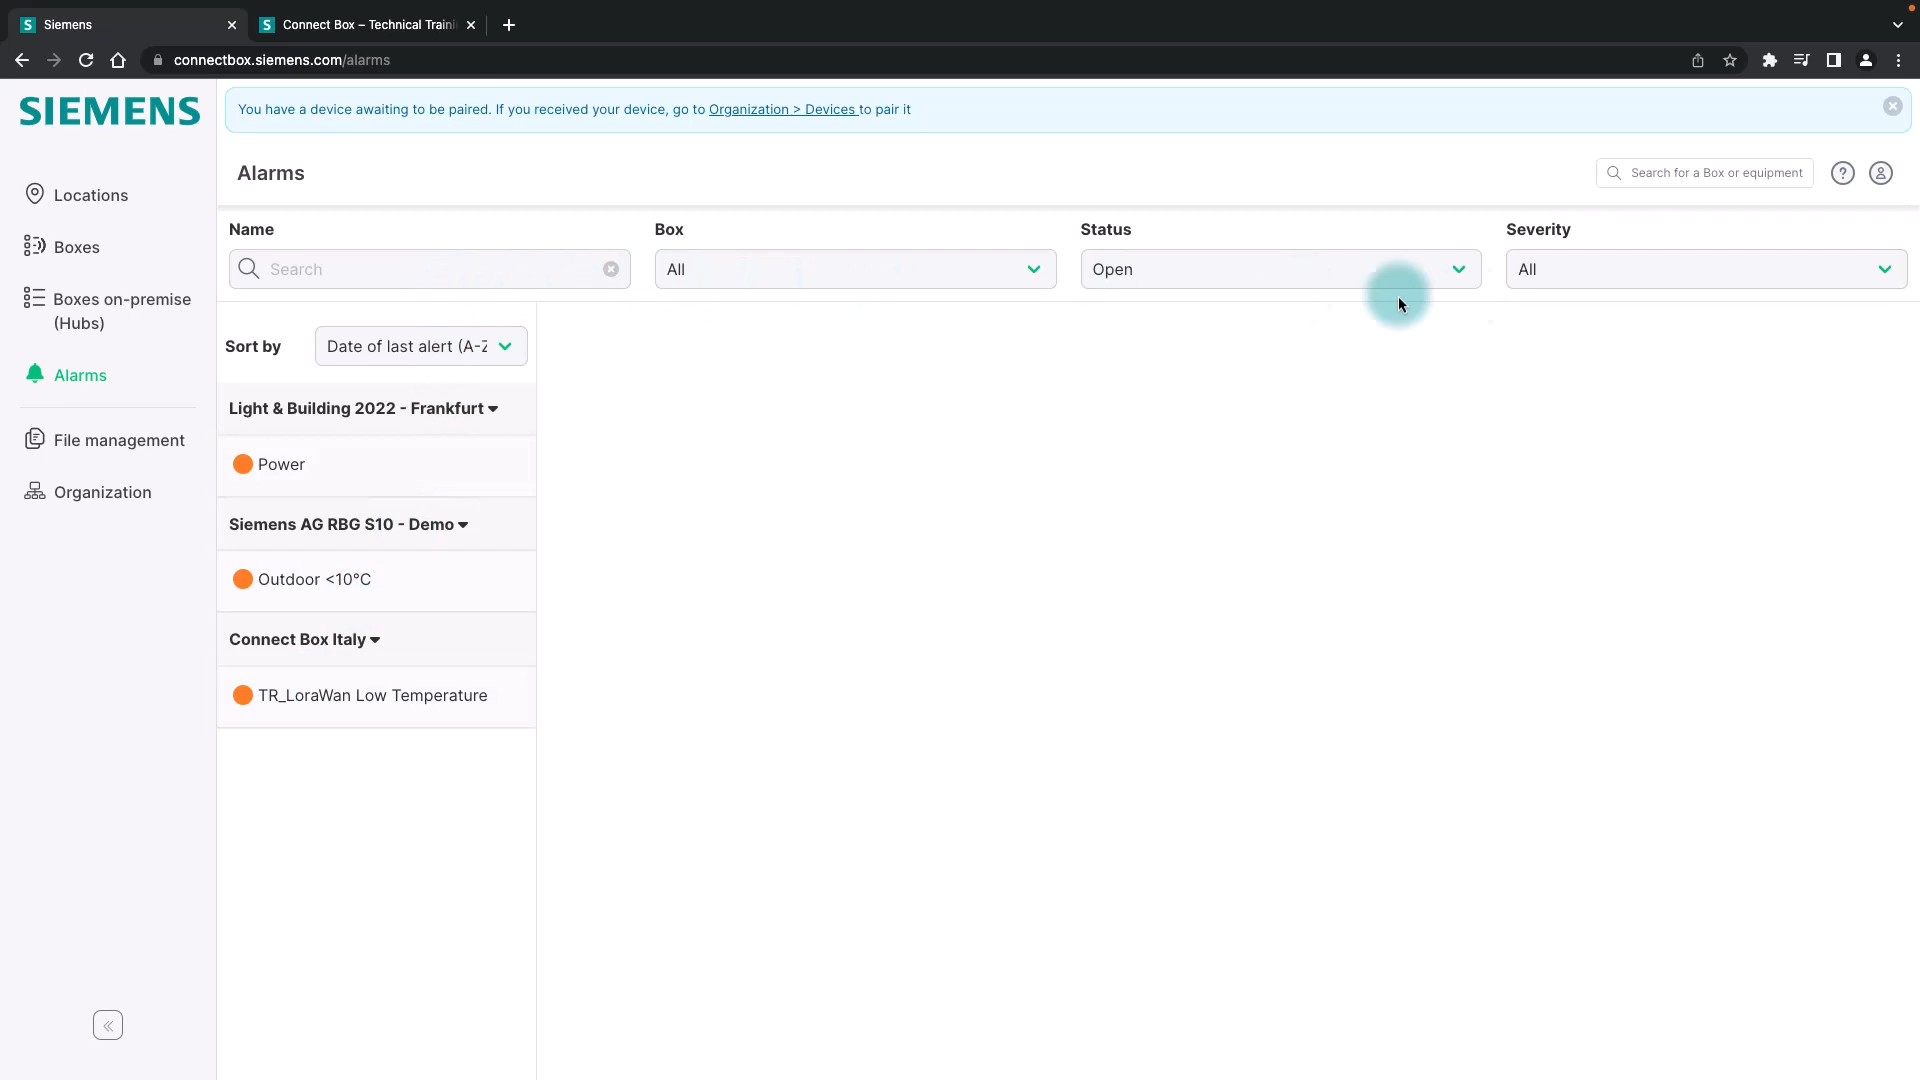 S Siemens
S Connect Box – Technical Traini
connectbox.siemens.com/alarms
SIEMENS
You have a device awaiting to be paired. If you received your device, go to Organization > Devices to pair it
Alarms
Search for a Box or equipment
?
Locations
Boxes
Boxes on-premise
(Hubs)
Alarms
File management
Organization
Name
Box
Status
Severity
Search
All
Open
All
Sort by
Date of last alert (A-Z
Light & Building 2022 - Frankfurt
Power
Siemens AG RBG S10 - Demo
Outdoor <10°C
Connect Box Italy
TR_LoraWan Low Temperature